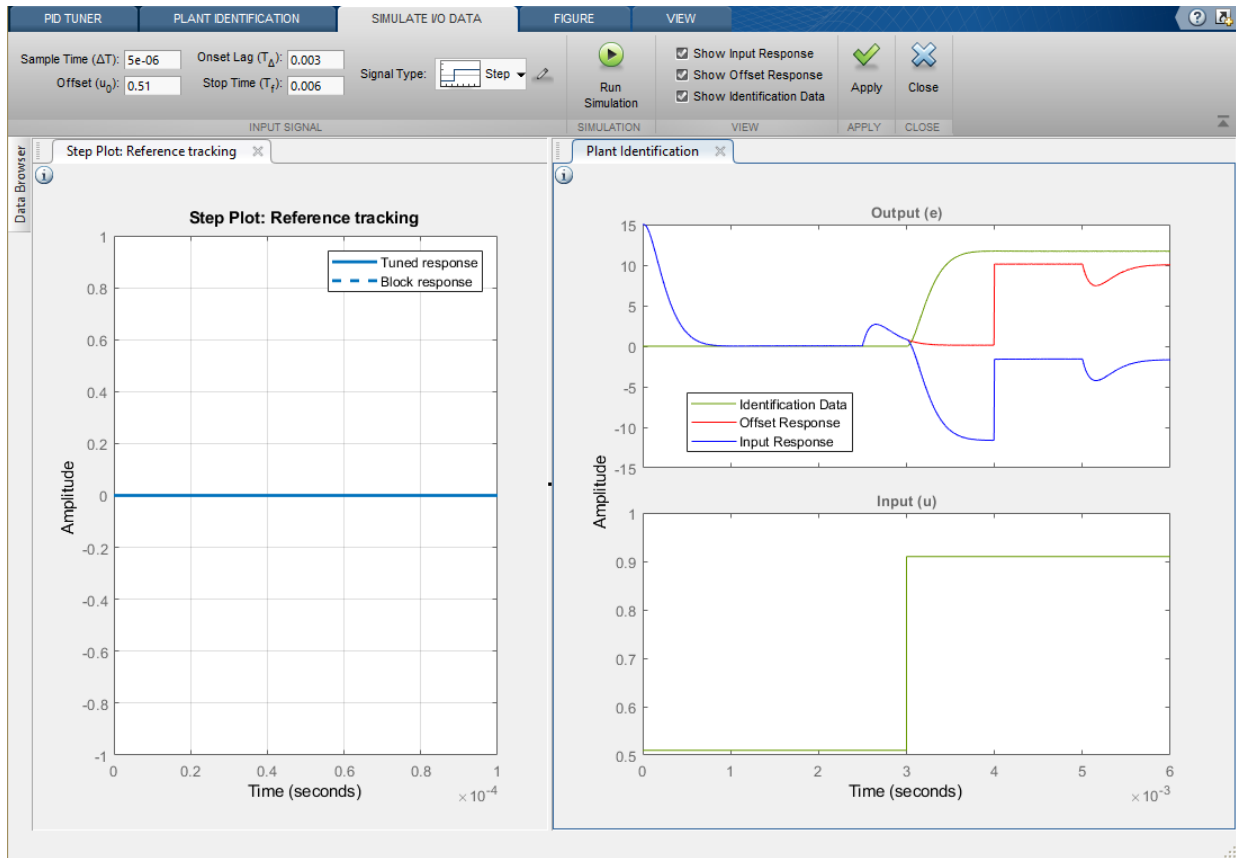 PID TUNER
PLANT IDENTIFICATION
SIMULATE I/O DATA
FIGURE
VIEW
?
Sample Time (ΔT): 5e-06
Onset Lag (T_Δ): 0.003
Offset (u_0): 0.51
Stop Time (T_f): 0.006
Signal Type:
Step
Run
Simulation
Show Input Response
Show Offset Response
Show Identification Data
Apply
Close
INPUT SIGNAL
SIMULATION
VIEW
APPLY
CLOSE
Data Browser
Step Plot: Reference tracking
i
Step Plot: Reference tracking
Tuned response
Block response
1
0.8
0.6
0.4
0.2
0
-0.2
-0.4
-0.6
-0.8
-1
Amplitude
0 0.2 0.4 0.6 0.8 1
Time (seconds)
×10^-4
Plant Identification
i
Output (e)
15
10
5
0
-5
-10
-15
Identification Data
Offset Response
Input Response
Amplitude
Input (u)
1
0.9
0.8
0.7
0.6
0.5
0 1 2 3 4 5 6
Time (seconds)
×10^-3